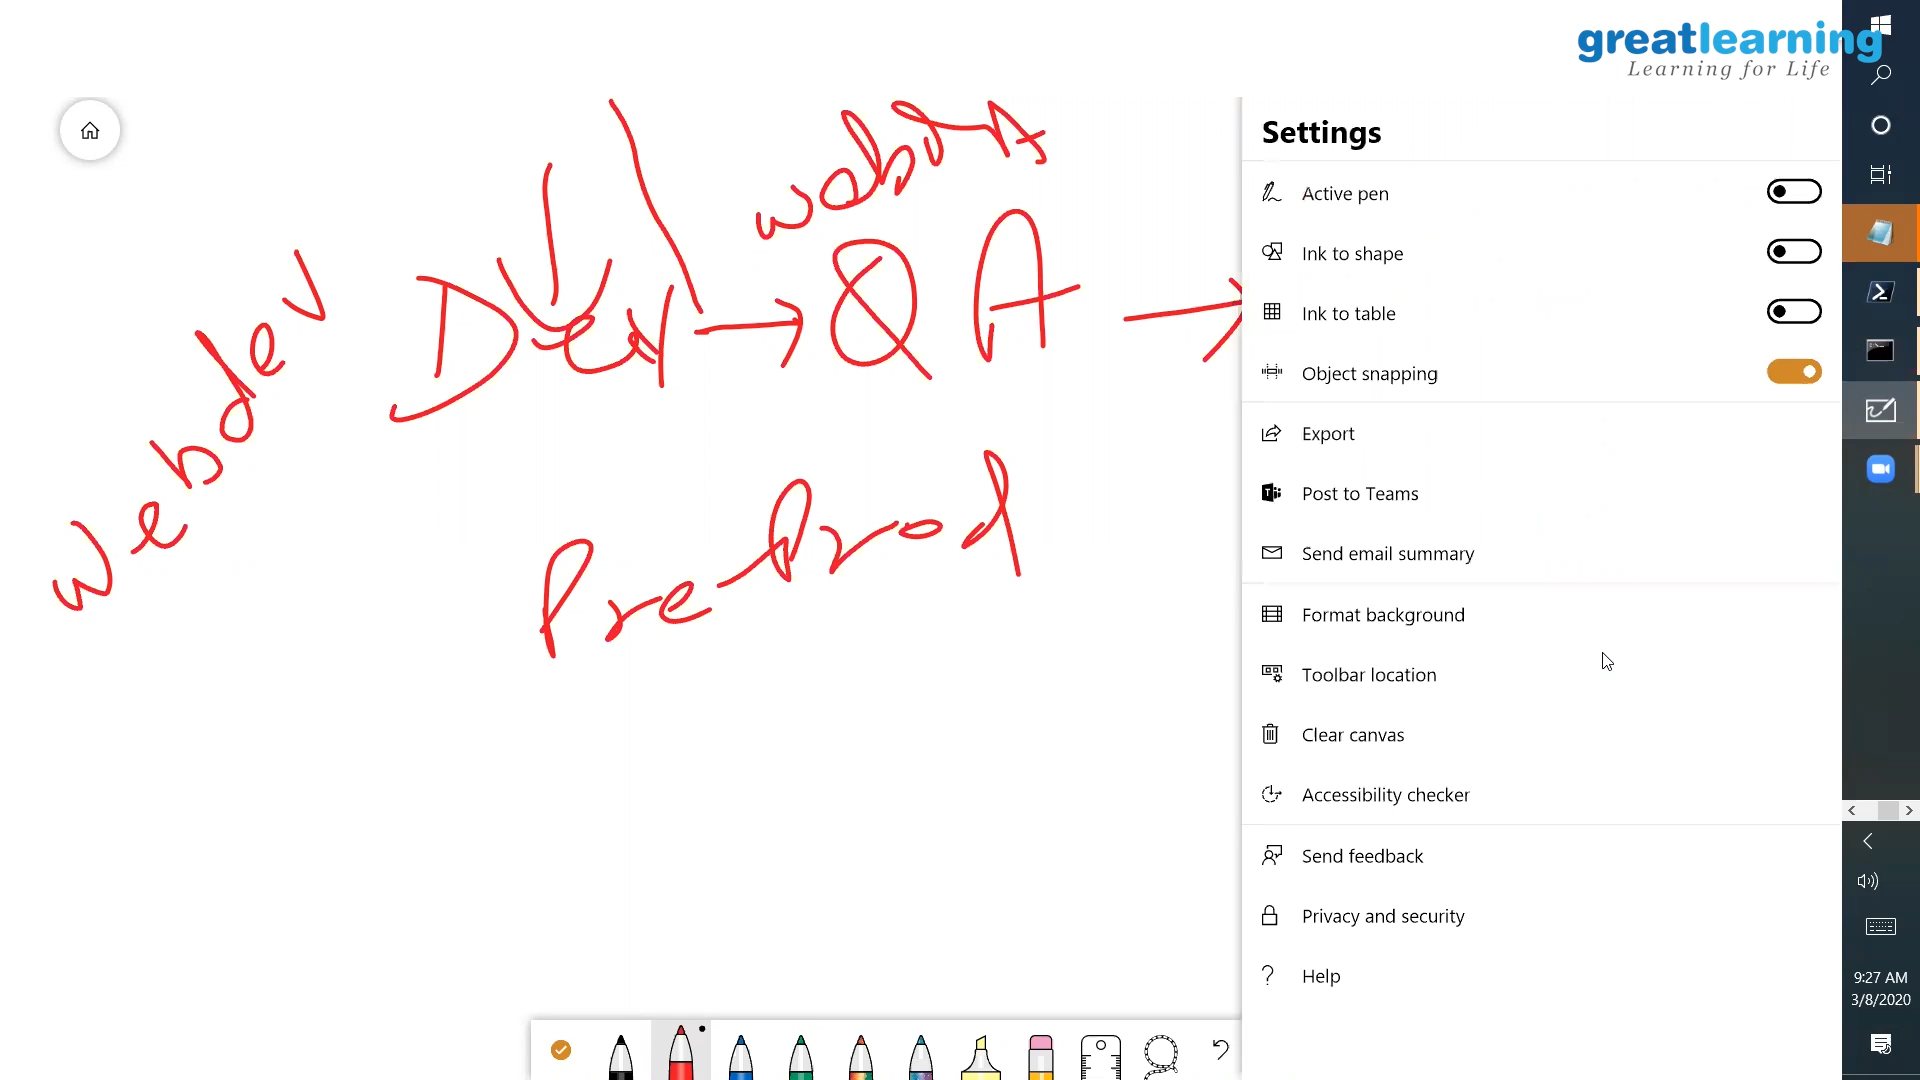 greatlearning
Learning for Life
Settings
Active pen
Ink to shape
Ink to table
Object snapping
Export
Post to Teams
Send email summary
Format background
Toolbar location
Clear canvas
Accessibility checker
Send feedback
Privacy and security
Help
webdev
Dev → QA →
Pre-Prod
9:27 AM
3/8/2020